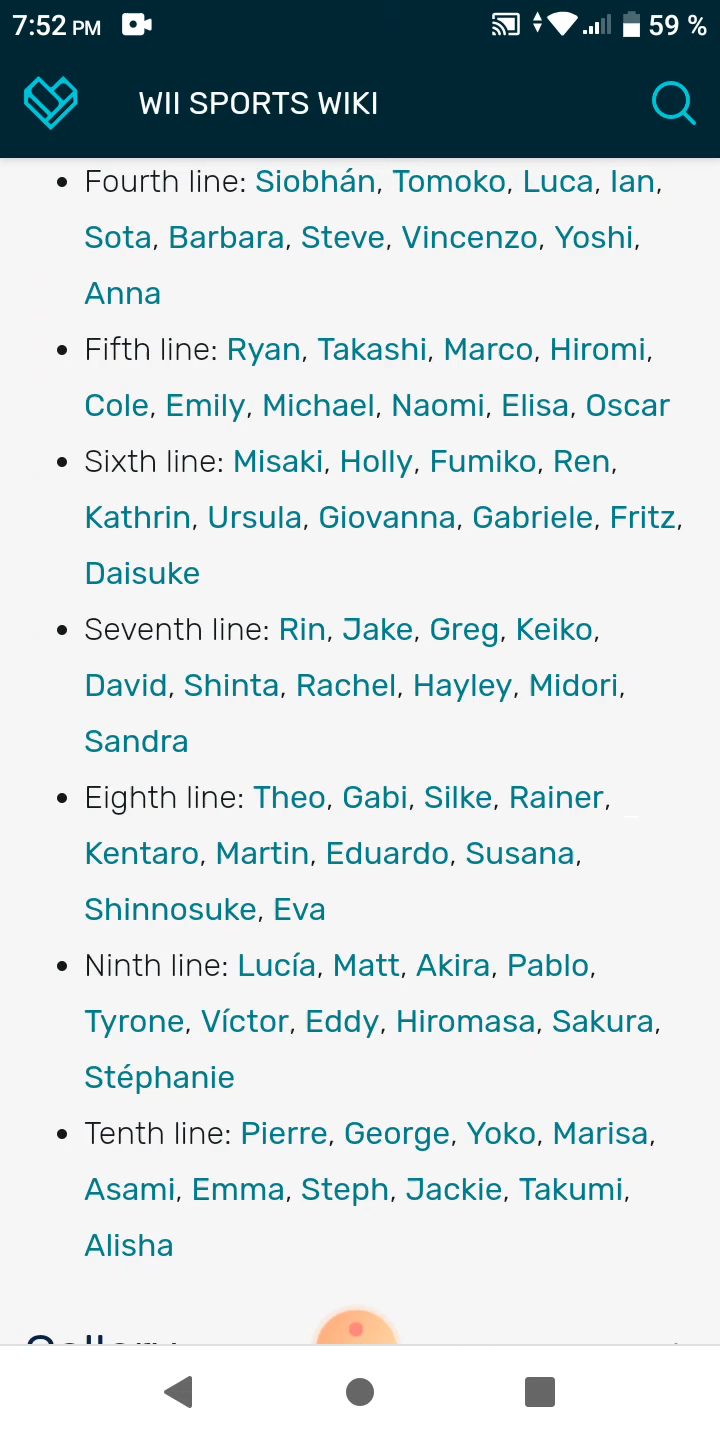 7:52 PM
59 %
WII SPORTS WIKI
• Fourth line: Siobhán, Tomoko, Luca, Ian,
Sota, Barbara, Steve, Vincenzo, Yoshi,
Anna
• Fifth line: Ryan, Takashi, Marco, Hiromi,
Cole, Emily, Michael, Naomi, Elisa, Oscar
• Sixth line: Misaki, Holly, Fumiko, Ren,
Kathrin, Ursula, Giovanna, Gabriele, Fritz,
Daisuke
• Seventh line: Rin, Jake, Greg, Keiko,
David, Shinta, Rachel, Hayley, Midori,
Sandra
• Eighth line: Theo, Gabi, Silke, Rainer,
Kentaro, Martin, Eduardo, Susana,
Shinnosuke, Eva
• Ninth line: Lucía, Matt, Akira, Pablo,
Tyrone, Víctor, Eddy, Hiromasa, Sakura,
Stéphanie
• Tenth line: Pierre, George, Yoko, Marisa,
Asami, Emma, Steph, Jackie, Takumi,
Alisha
Gallery